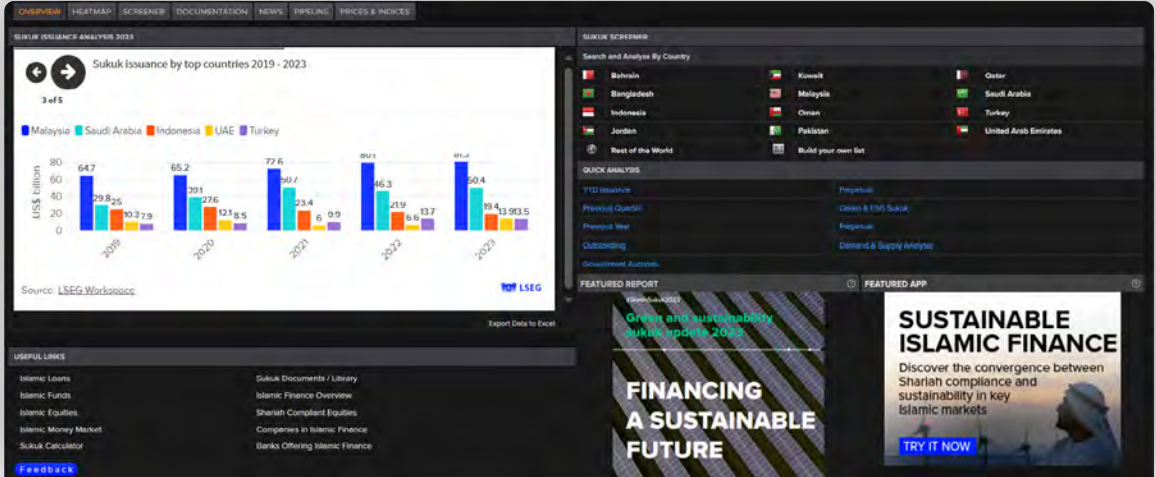 OVERVIEW HEATMAP SCREENER DOCUMENTATION NEWS PIPELINE PRICES & INDICES
SUKUK ISSUANCE ANALYSIS 2023
Sukuk issuance by top countries 2019 - 2023
3 of 5
Malaysia Saudi Arabia Indonesia UAE Turkey
US$ billion
80
60
40
20
0
64.7 29.8 25 10.3 7.9
65.2 39.1 27.6 12.1 8.5
72.6 50.7 23.4 6 9.9
80.1 46.3 21.9 6.6 13.7
50.4 19.4 13.9 13.5
2019 2020 2021 2022 2023
Source: LSEG Workspace
LSEG
Export Data to Excel
USEFUL LINKS
Islamic Loans
Islamic Funds
Islamic Equities
Islamic Money Market
Sukuk Calculator
Sukuk Documents / Library
Islamic Finance Overview
Shariah Compliant Equities
Companies in Islamic Finance
Banks Offering Islamic Finance
Feedback
SUKUK SCREENER
Search and Analyse By Country
Bahrain Kuwait Qatar
Bangladesh Malaysia Saudi Arabia
Indonesia Oman Turkey
Jordan Pakistan United Arab Emirates
Rest of the World Build your own list
QUICK ANALYSIS
YTD Issuance
Previous Quarter
Previous Year
Outstanding
Government Auctions
Perpetual
Green & ESG Sukuk
Perpetual
Demand & Supply Analysis
FEATURED REPORT
#GreenSukuk2023
Green and sustainability
sukuk update 2023
FINANCING
A SUSTAINABLE
FUTURE
FEATURED APP
SUSTAINABLE
ISLAMIC FINANCE
Discover the convergence between
Shariah compliance and
sustainability in key
Islamic markets
TRY IT NOW